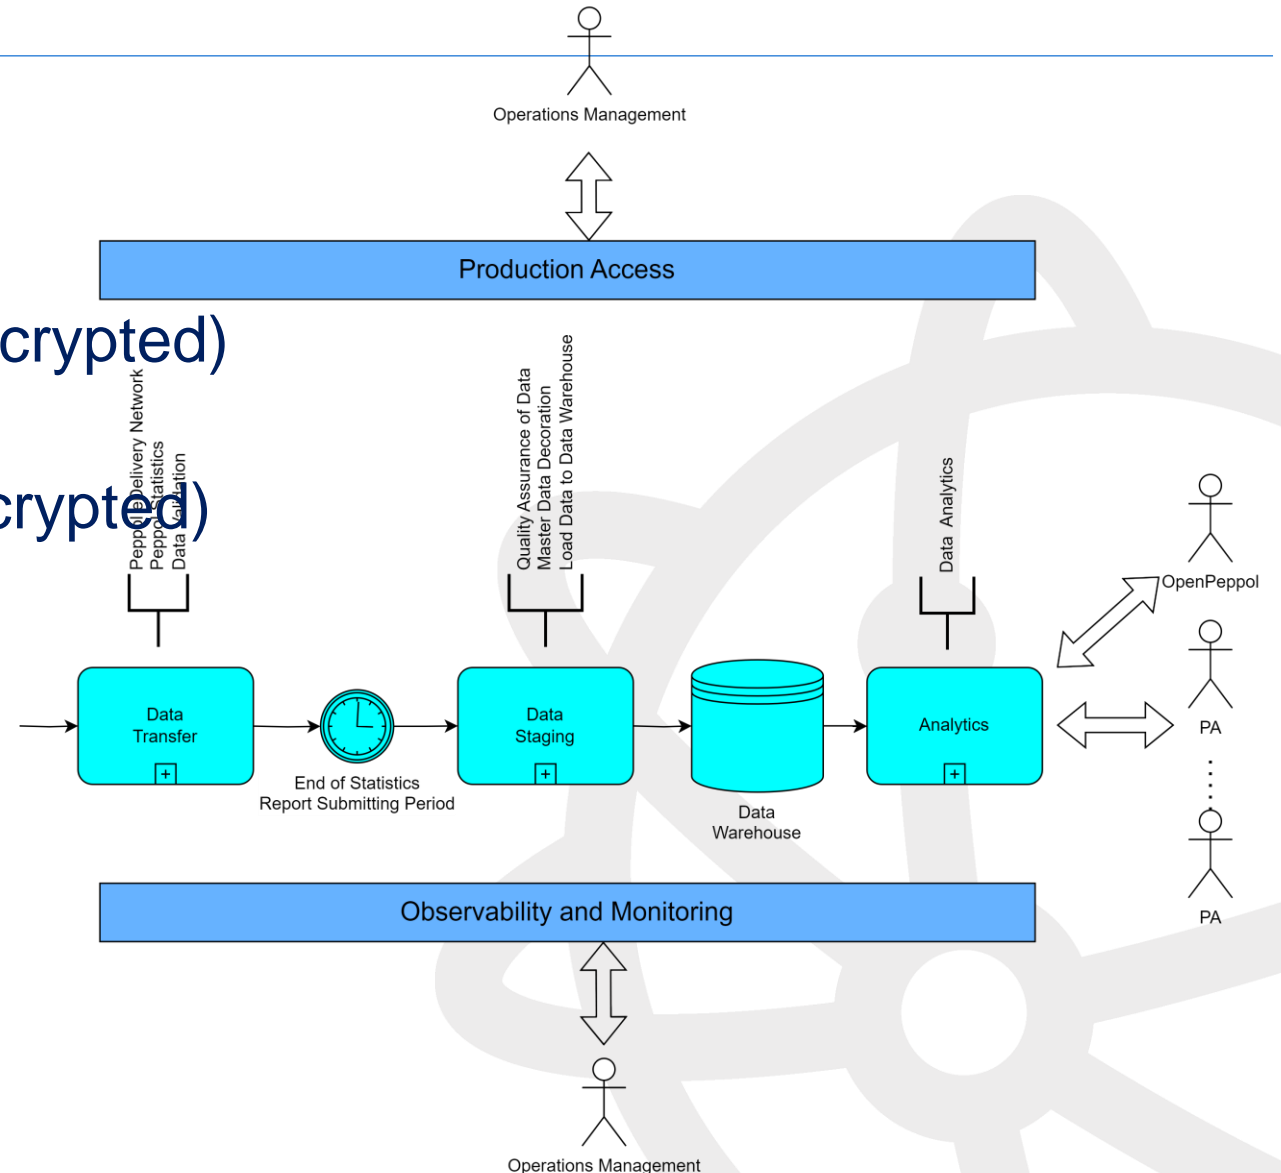 Operations Management
Production Access
crypted)
crypted)
Peppol eDelivery Network
Peppol Statistics
Data Validation
Quality Assurance of Data
Master Data Decoration
Load Data to Data Warehouse
Data Analytics
OpenPeppol
Data
Transfer
+
End of Statistics
Report Submitting Period
Data
Staging
+
Data
Warehouse
Analytics
+
PA
PA
Observability and Monitoring
Operations Management